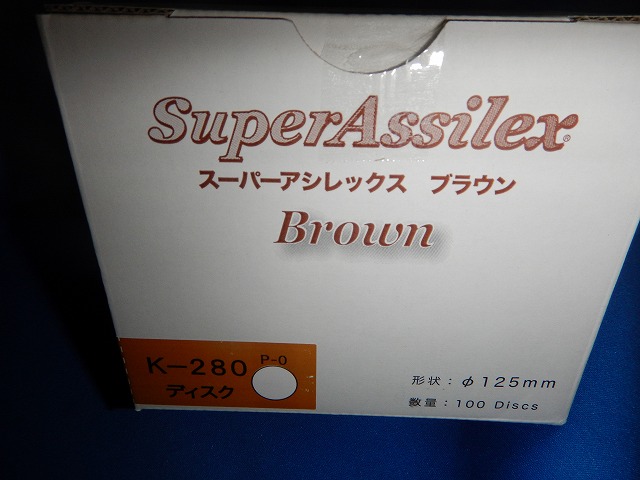 SuperAssilex®
スーパーアシレックス ブラウン
Brown
K-280 P-0
ディスク
形状：φ125mm
数量：100 Discs